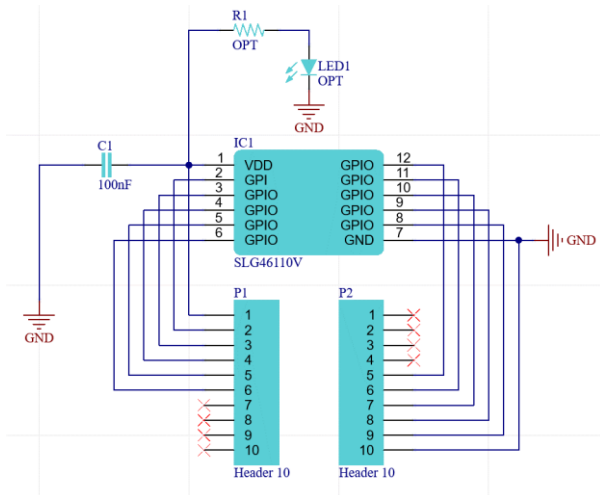 R1
OPT
LED1
OPT
GND
C1
100nF
IC1
1 VDD GPIO 12
2 GPI GPIO 11
3 GPIO GPIO 10
4 GPIO GPIO 9
5 GPIO GPIO 8
6 GPIO GND 7
GND
SLG46110V
GND
P1 P2
1 1
2 2
3 3
4 4
5 5
6 6
7 7
8 8
9 9
10 10
Header 10 Header 10